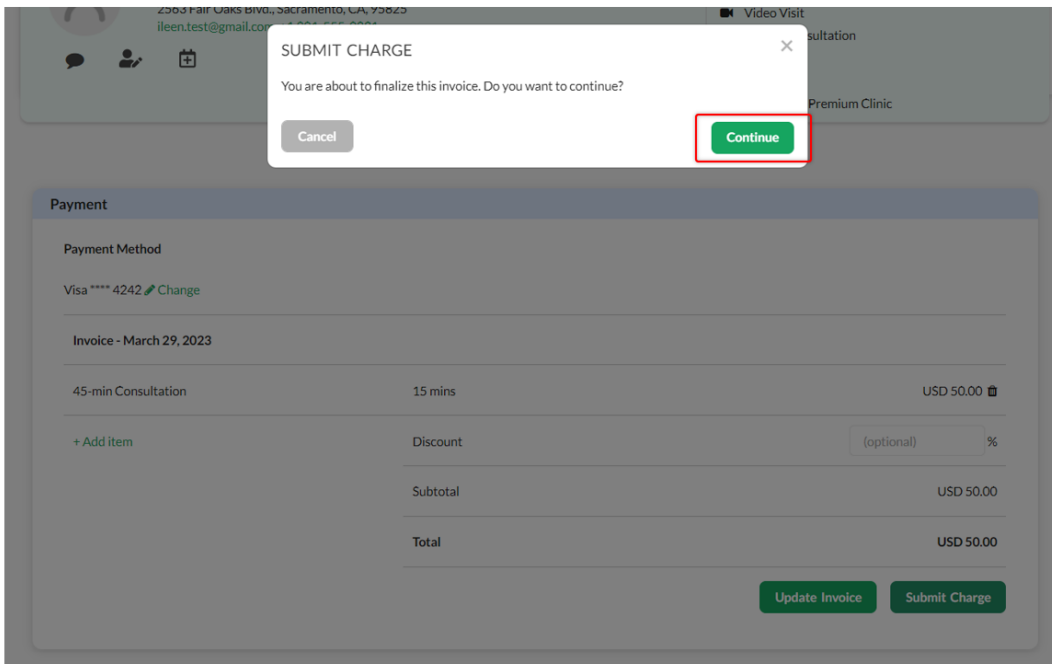 2563 Fair Oaks Blvd., Sacramento, CA, 95825
ileen.test@gmail.com
Video Visit
sultation
Premium Clinic
SUBMIT CHARGE
×
You are about to finalize this invoice. Do you want to continue?
Cancel
Continue
Payment
Payment Method
Visa **** 4242 Change
Invoice - March 29, 2023
45-min Consultation 15 mins USD 50.00
+ Add item Discount (optional) %
Subtotal USD 50.00
Total USD 50.00
Update Invoice Submit Charge